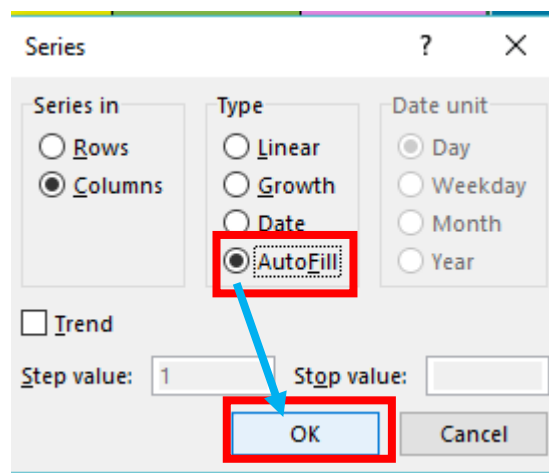 Series ? X
Series in
Rows
Columns
Type
Linear
Growth
Date
AutoFill
Date unit
Day
Weekday
Month
Year
Trend
Step value: 1 Stop value:
OK Cancel